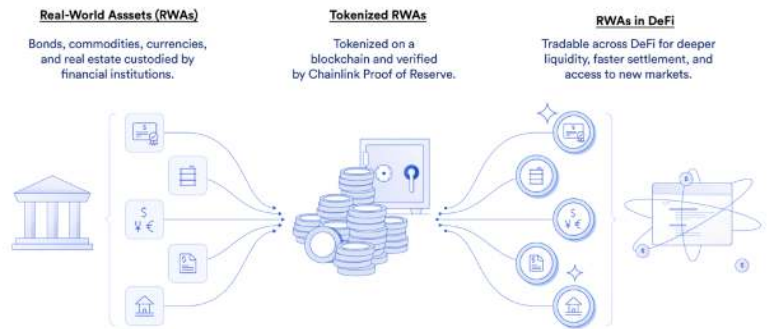 Real-World Asssets (RWAs)
Bonds, commodities, currencies,
and real estate custodied by
financial institutions.
Tokenized RWAs
Tokenized on a
blockchain and verified
by Chainlink Proof of Reserve.
RWAs in DeFi
Tradable across DeFi for deeper
liquidity, faster settlement, and
access to new markets.
$
$
¥ €
$
$
$
¥ €
$